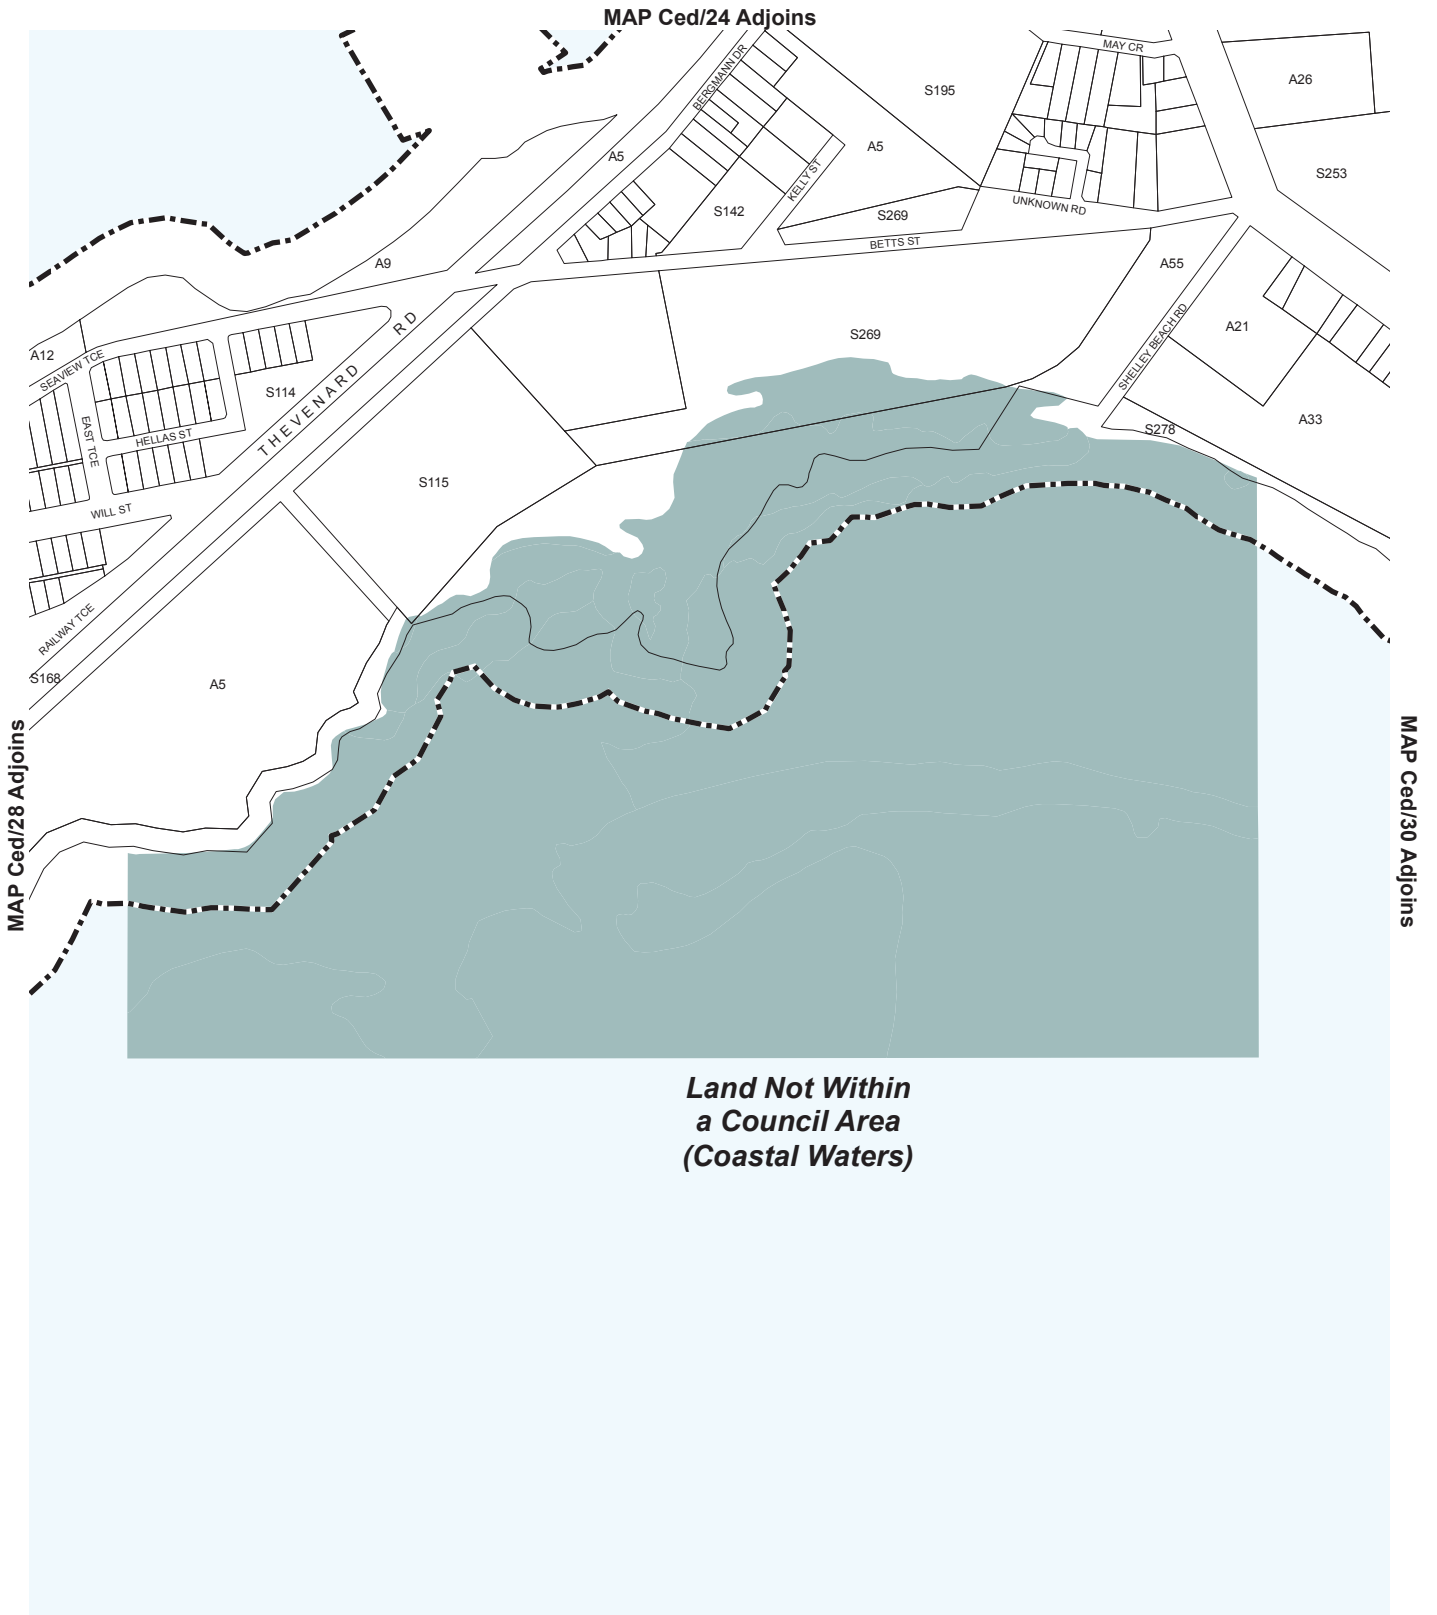 MAP Ced/24 Adjoins
MAY CR
BERGMANN DR
A26
S195
A5
A5
S253
KELLY ST
UNKNOWN RD
S142
S269
BETTS ST
A9
A55
RD
SHELLEY BEACH RD
A21
S269
A12
SEAVIEW TCE
THEVENARD
S114
EAST TCE
HELLAS ST
A33
S278
S115
WILL ST
RAILWAY TCE
S168
A5
MAP Ced/28 Adjoins
MAP Ced/30 Adjoins
Land Not Within
a Council Area
(Coastal Waters)